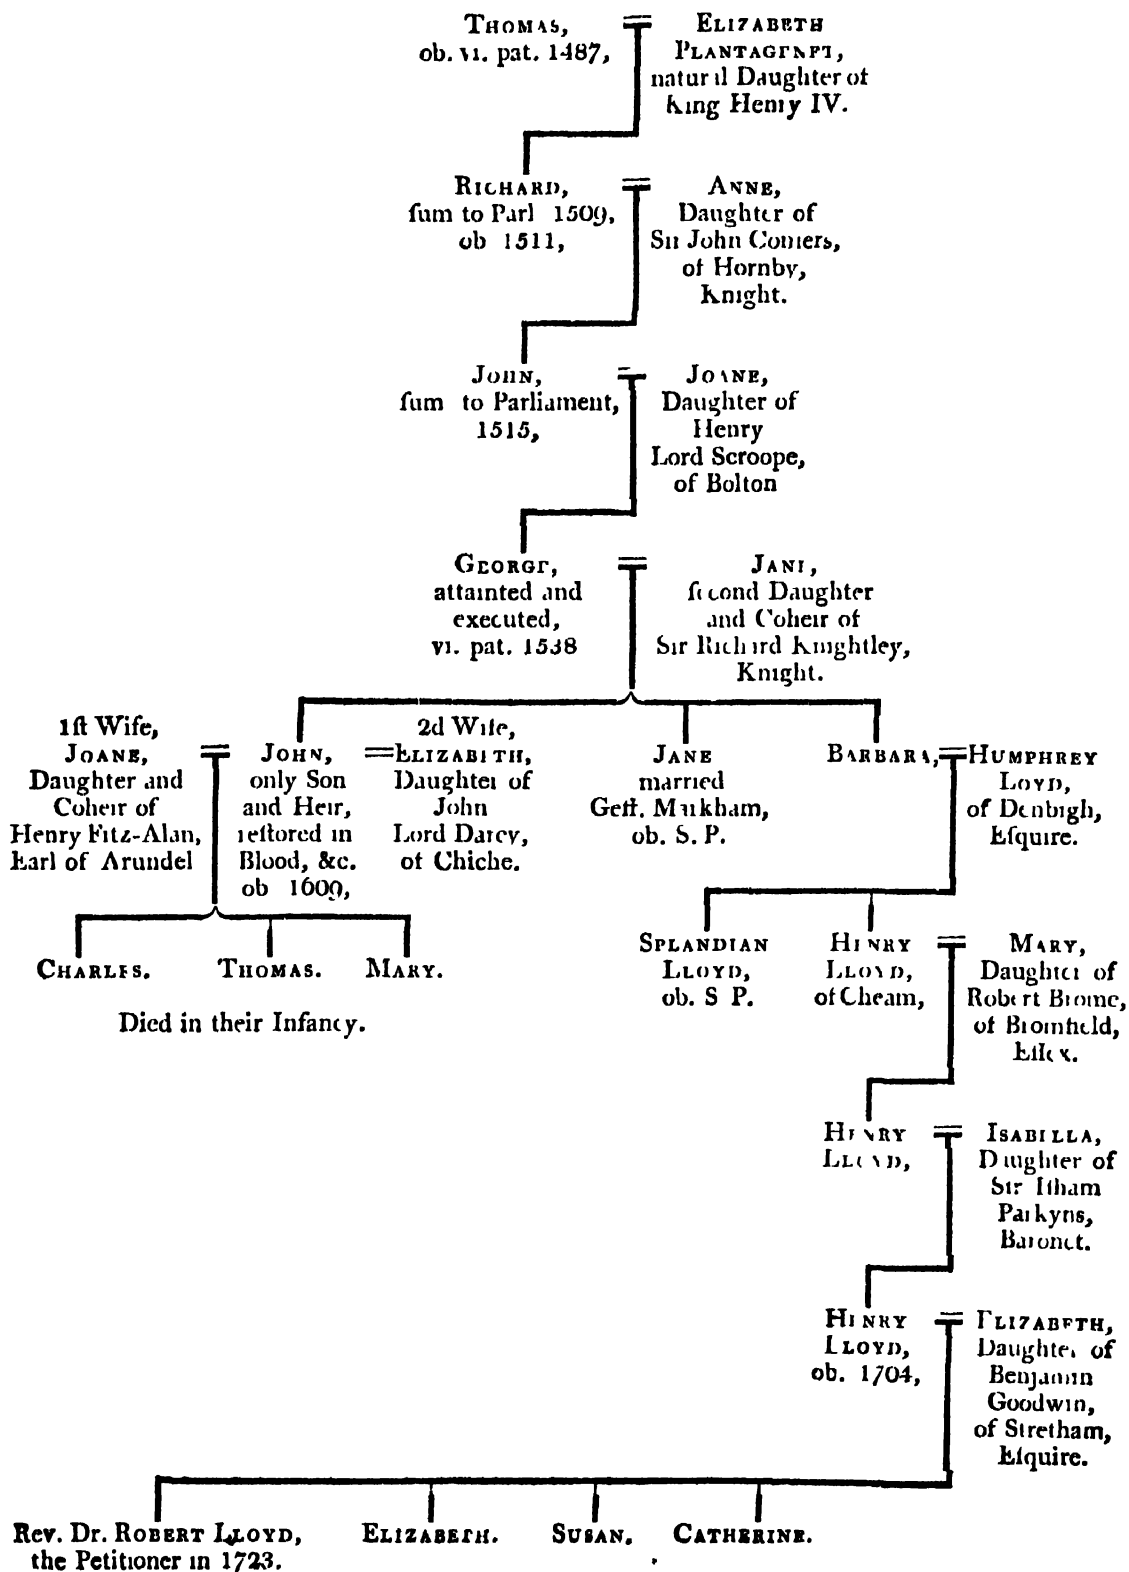 THOMAS,
ob. vi. pat. 1487,
ELIZABETH
PLANTAGENET,
natural Daughter of
King Henry IV.
RICHARD,
ſum to Parl 1509,
ob 1511,
ANNE,
Daughter of
Sir John Comers,
of Hornby,
Knight.
JOHN,
ſum to Parliament,
1515,
JOANE,
Daughter of
Henry
Lord Scroope,
of Bolton
GEORGE,
attainted and
executed,
vi. pat. 1538
JANE,
ſecond Daughter
and Coheir of
Sir Richard Knightley,
Knight.
1ſt Wife,
JOANE,
Daughter and
Coheir of
Henry Fitz-Alan,
Earl of Arundel
JOHN,
only Son
and Heir,
reſtored in
Blood, &c.
ob 1609,
2d Wife,
ELIZABETH,
Daughter of
John
Lord Darcy,
of Chiche.
JANE
married
Geff. Markham,
ob. S. P.
BARBARA,
HUMPHREY
LOYD,
of Denbigh,
Eſquire.
CHARLES.
THOMAS.
MARY.
Died in their Infancy.
SPLANDIAN
LLOYD,
ob. S P.
HENRY
LLOYD,
of Cheam,
MARY,
Daughter of
Robert Brome,
of Bromfield,
Eſſex.
HENRY
LLOYD,
ISABELLA,
Daughter of
Sir Iſham
Parkyns,
Baronet.
HENRY
LLOYD,
ob. 1704,
ELIZABETH,
Daughter of
Benjamin
Goodwin,
of Stretham,
Eſquire.
Rev. Dr. ROBERT LLOYD,
the Petitioner in 1723.
ELIZABETH.
SUSAN.
CATHERINE.